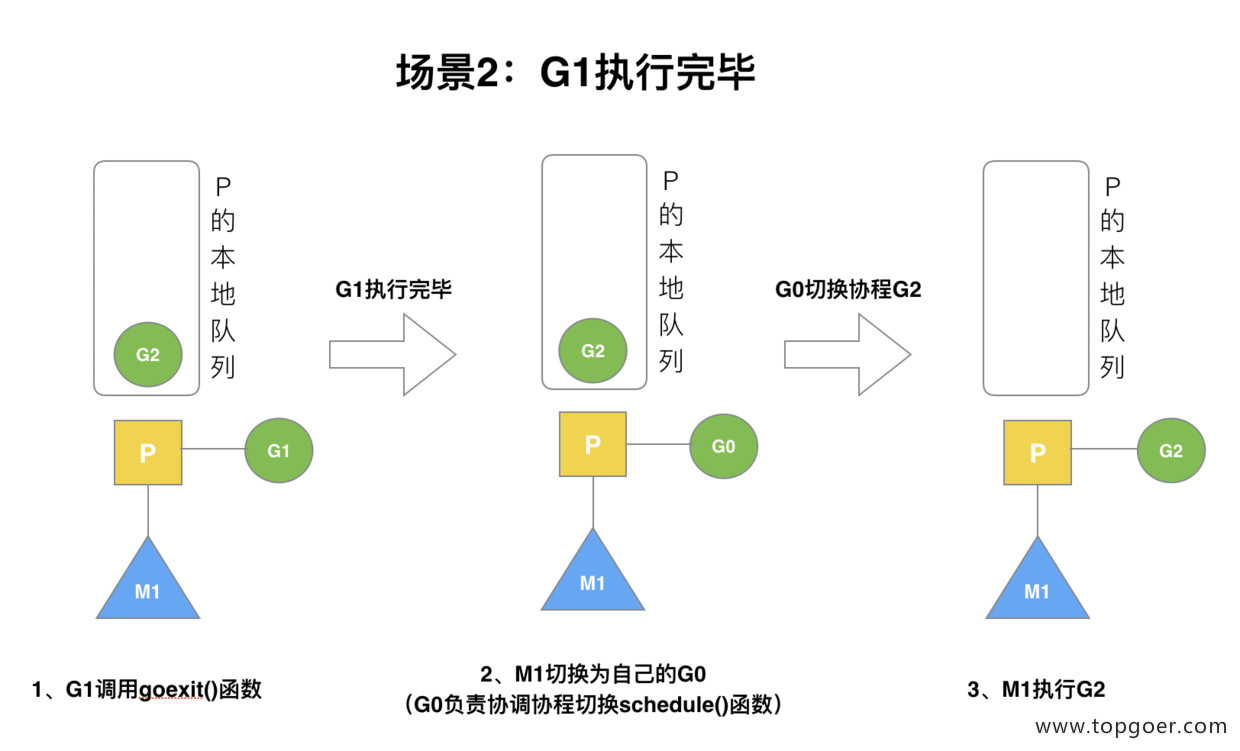 场景2：G1执行完毕
P的本地队列
G2
P
G1
M1
G1执行完毕
P的本地队列
G2
P
G0
M1
G0切换协程G2
P的本地队列
P
G2
M1
1、G1调用goexit()函数
2、M1切换为自己的G0
（G0负责协调协程切换schedule()函数）
3、M1执行G2
www.topgoer.com